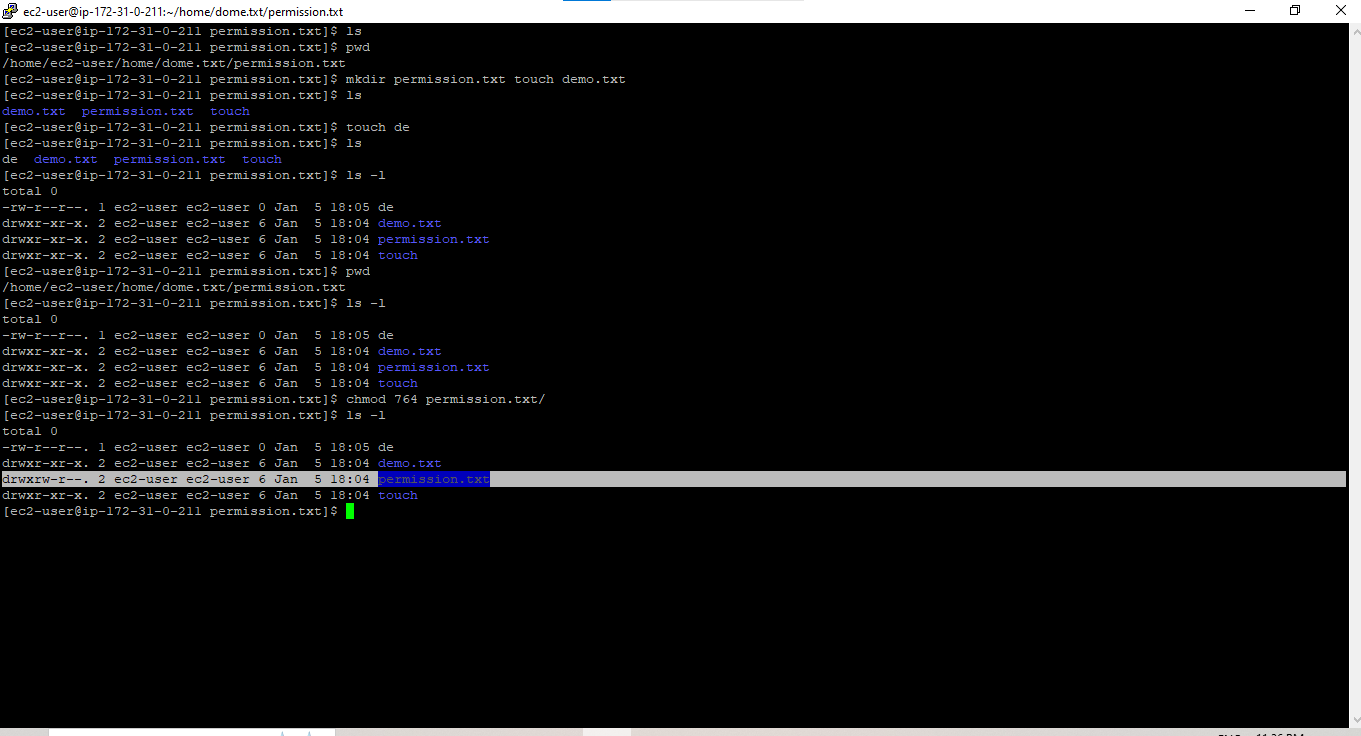 ec2-user@ip-172-31-0-211:~/home/dome.txt/permission.txt
[ec2-user@ip-172-31-0-211 permission.txt]$ ls
[ec2-user@ip-172-31-0-211 permission.txt]$ pwd
/home/ec2-user/home/dome.txt/permission.txt
[ec2-user@ip-172-31-0-211 permission.txt]$ mkdir permission.txt touch demo.txt
[ec2-user@ip-172-31-0-211 permission.txt]$ ls
demo.txt  permission.txt  touch
[ec2-user@ip-172-31-0-211 permission.txt]$ touch de
[ec2-user@ip-172-31-0-211 permission.txt]$ ls
de  demo.txt  permission.txt  touch
[ec2-user@ip-172-31-0-211 permission.txt]$ ls -l
total 0
-rw-r--r--. 1 ec2-user ec2-user 0 Jan  5 18:05 de
drwxr-xr-x. 2 ec2-user ec2-user 6 Jan  5 18:04 demo.txt
drwxr-xr-x. 2 ec2-user ec2-user 6 Jan  5 18:04 permission.txt
drwxr-xr-x. 2 ec2-user ec2-user 6 Jan  5 18:04 touch
[ec2-user@ip-172-31-0-211 permission.txt]$ pwd
/home/ec2-user/home/dome.txt/permission.txt
[ec2-user@ip-172-31-0-211 permission.txt]$ ls -l
total 0
-rw-r--r--. 1 ec2-user ec2-user 0 Jan  5 18:05 de
drwxr-xr-x. 2 ec2-user ec2-user 6 Jan  5 18:04 demo.txt
drwxr-xr-x. 2 ec2-user ec2-user 6 Jan  5 18:04 permission.txt
drwxr-xr-x. 2 ec2-user ec2-user 6 Jan  5 18:04 touch
[ec2-user@ip-172-31-0-211 permission.txt]$ chmod 764 permission.txt/
[ec2-user@ip-172-31-0-211 permission.txt]$ ls -l
total 0
-rw-r--r--. 1 ec2-user ec2-user 0 Jan  5 18:05 de
drwxr-xr-x. 2 ec2-user ec2-user 6 Jan  5 18:04 demo.txt
drwxrw-r--. 2 ec2-user ec2-user 6 Jan  5 18:04 permission.txt
drwxr-xr-x. 2 ec2-user ec2-user 6 Jan  5 18:04 touch
[ec2-user@ip-172-31-0-211 permission.txt]$